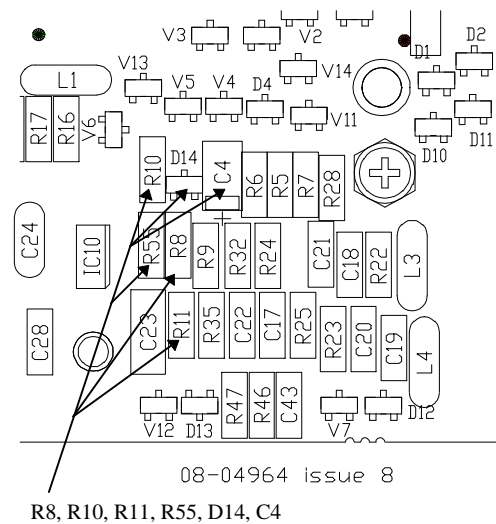 V3
V2
D2
D1
V13
V14
L1
V5
V4
D4
V11
D11
D10
R17
R16
V6
R10
D14
C4
R6
R5
R7
R28
C24
IC10
R55
R8
R9
R32
R24
C21
C18
R22
L3
C28
C23
R11
R35
C22
C17
R25
R23
C20
C19
L4
V12
D13
R47
R46
C43
V7
D12
08-04964 issue 8
R8, R10, R11, R55, D14, C4